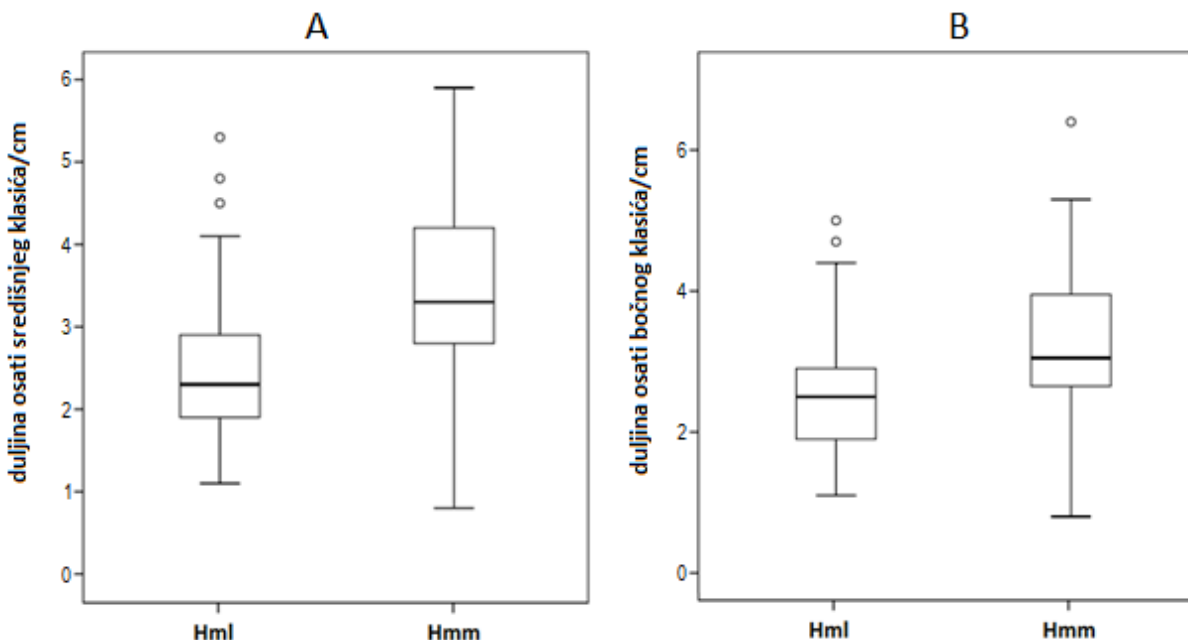 A
duljina osati središnjeg klasića/cm
6
5
4
3
2
1
0
Hml
Hmm
B
duljina osati bočnog klasića/cm
6
4
2
0
Hml
Hmm